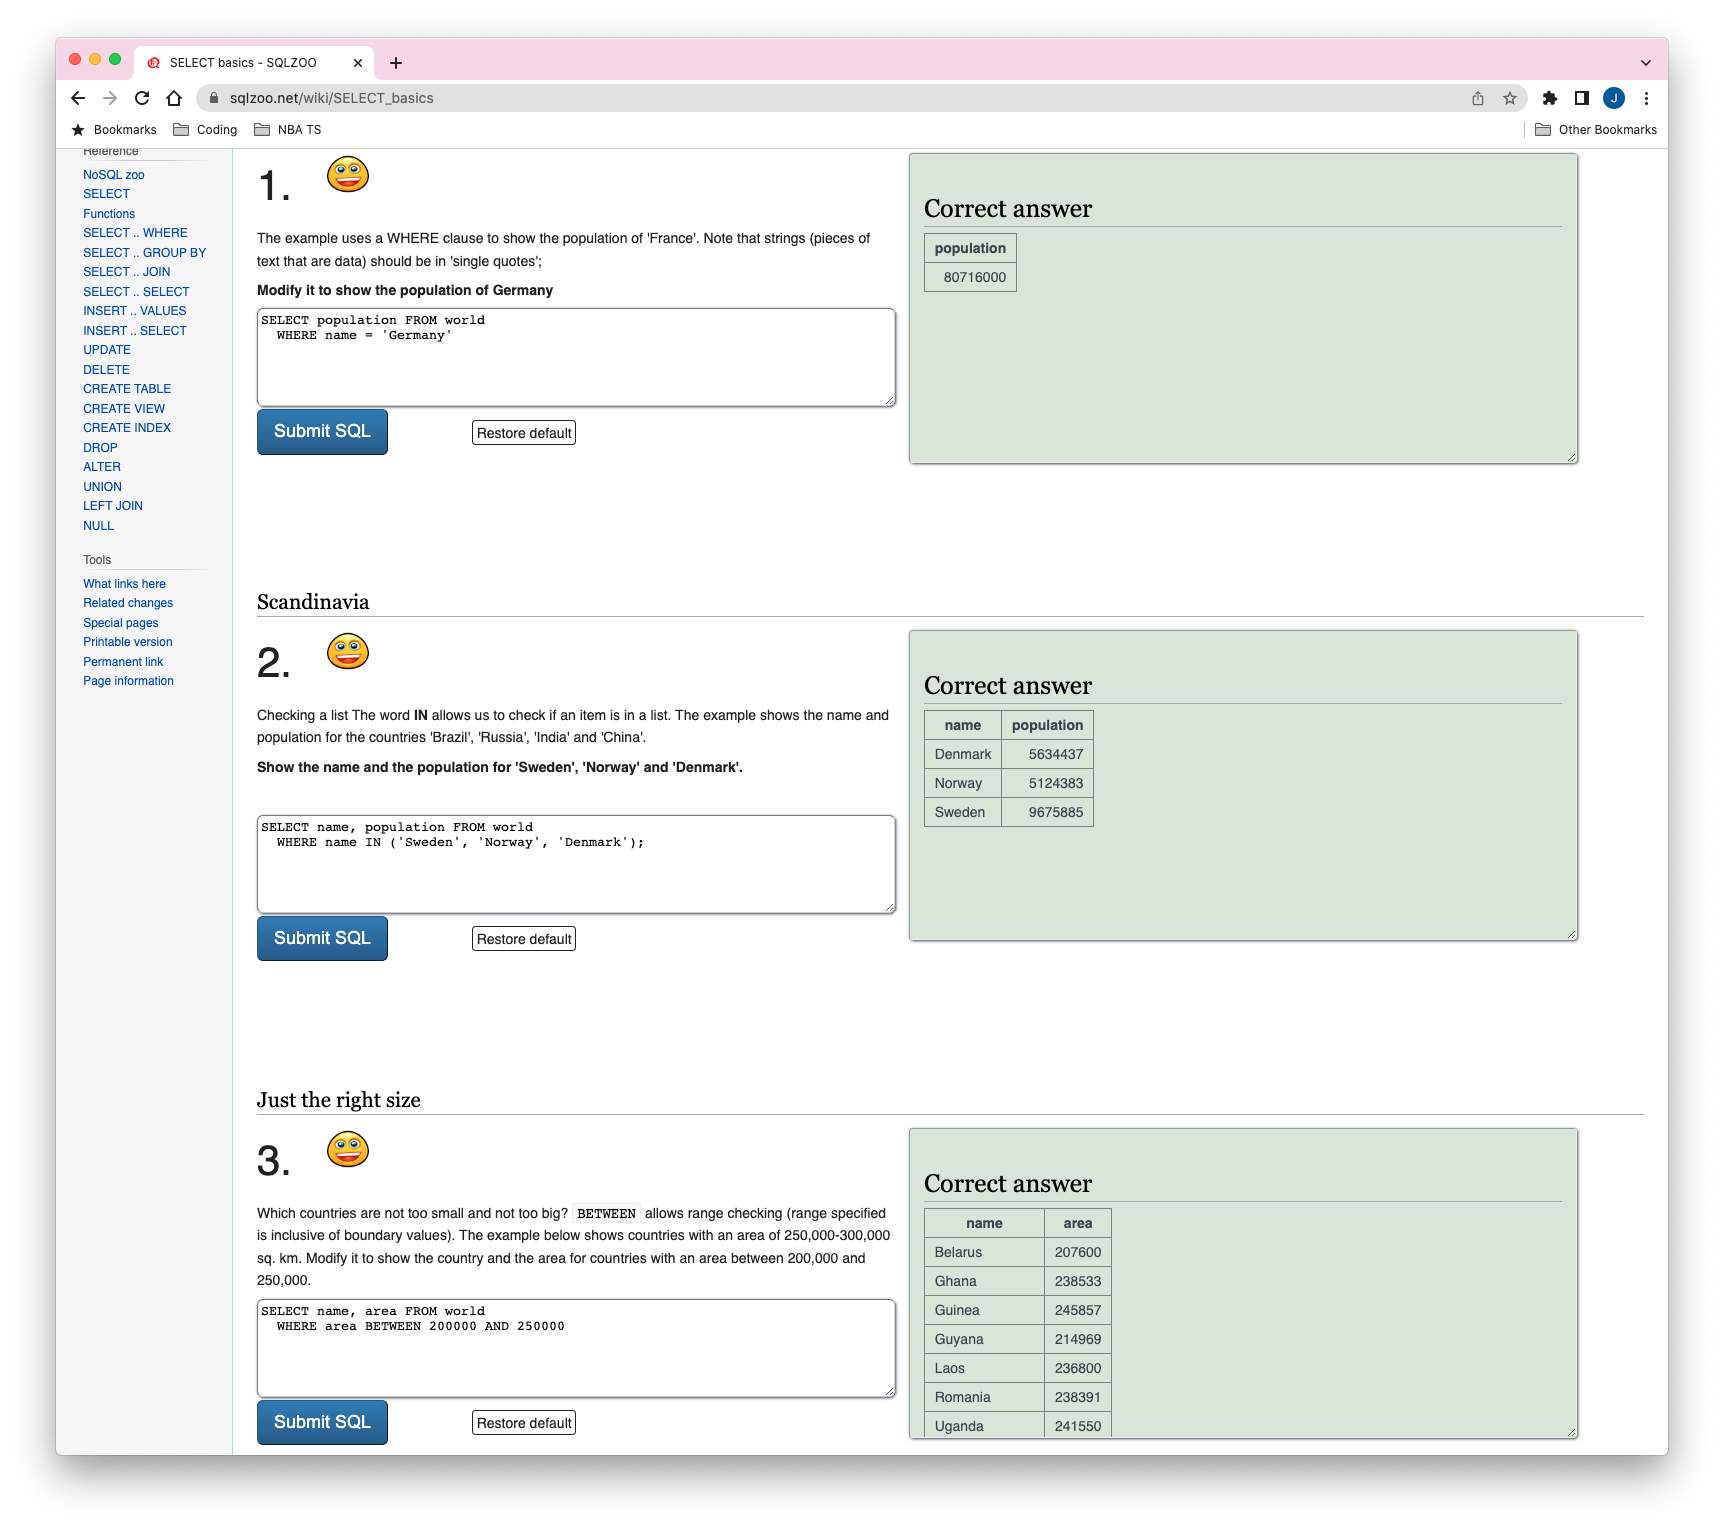 SELECT basics - SQLZOO
sqlzoo.net/wiki/SELECT_basics
J
Bookmarks
Coding
NBA TS
Other Bookmarks
Reference
NoSQL zoo
SELECT
Functions
SELECT .. WHERE
SELECT .. GROUP BY
SELECT .. JOIN
SELECT .. SELECT
INSERT .. VALUES
INSERT .. SELECT
UPDATE
DELETE
CREATE TABLE
CREATE VIEW
CREATE INDEX
DROP
ALTER
UNION
LEFT JOIN
NULL
Tools
What links here
Related changes
Special pages
Printable version
Permanent link
Page information
1.
The example uses a WHERE clause to show the population of 'France'. Note that strings (pieces of
text that are data) should be in 'single quotes';
Modify it to show the population of Germany
SELECT population FROM world
WHERE name = 'Germany'
Submit SQL
Restore default
Correct answer
population
80716000
Scandinavia
2.
Checking a list The word IN allows us to check if an item is in a list. The example shows the name and
population for the countries 'Brazil', 'Russia', 'India' and 'China'.
Show the name and the population for 'Sweden', 'Norway' and 'Denmark'.
SELECT name, population FROM world
WHERE name IN ('Sweden', 'Norway', 'Denmark');
Submit SQL
Restore default
Correct answer
name population
Denmark 5634437
Norway 5124383
Sweden 9675885
Just the right size
3.
Which countries are not too small and not too big? BETWEEN allows range checking (range specified
is inclusive of boundary values). The example below shows countries with an area of 250,000-300,000
sq. km. Modify it to show the country and the area for countries with an area between 200,000 and
250,000.
SELECT name, area FROM world
WHERE area BETWEEN 200000 AND 250000
Submit SQL
Restore default
Correct answer
name area
Belarus 207600
Ghana 238533
Guinea 245857
Guyana 214969
Laos 236800
Romania 238391
Uganda 241550